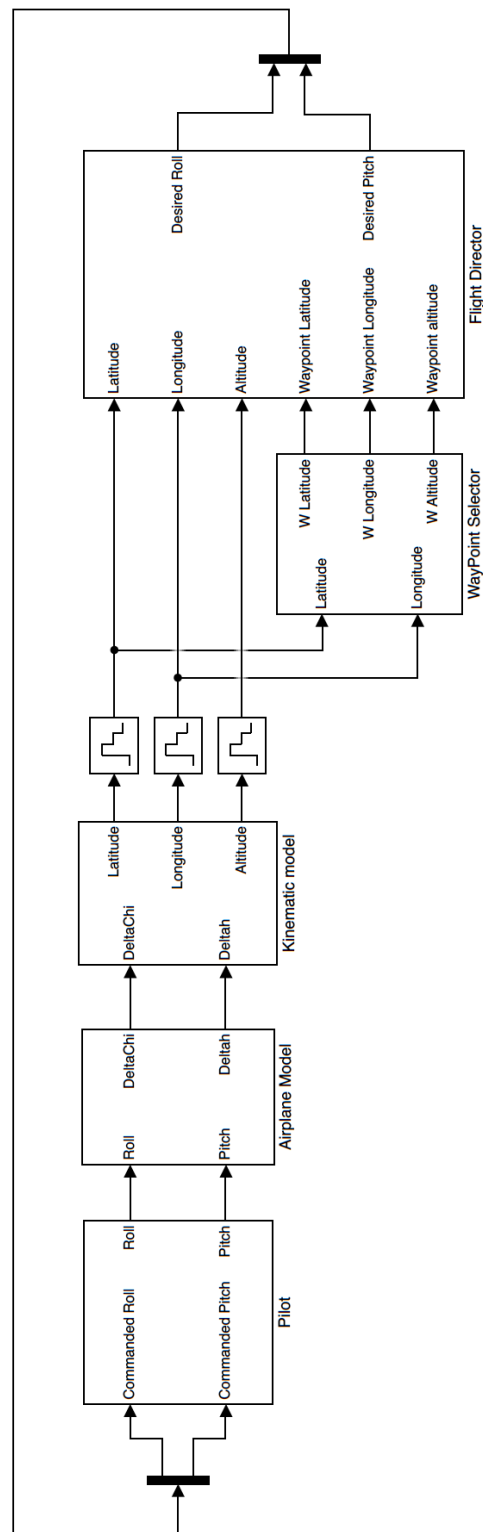 Commanded Roll
Commanded Pitch
Roll
Pitch
Pilot
Roll
Pitch
DeltaChi
Deltah
Airplane Model
DeltaChi
Deltah
Latitude
Longitude
Altitude
Kinematic model
Latitude
Longitude
W Latitude
W Longitude
W Altitude
WayPoint Selector
Latitude
Longitude
Altitude
Waypoint Latitude
Waypoint Longitude
Waypoint altitude
Desired Roll
Desired Pitch
Flight Director